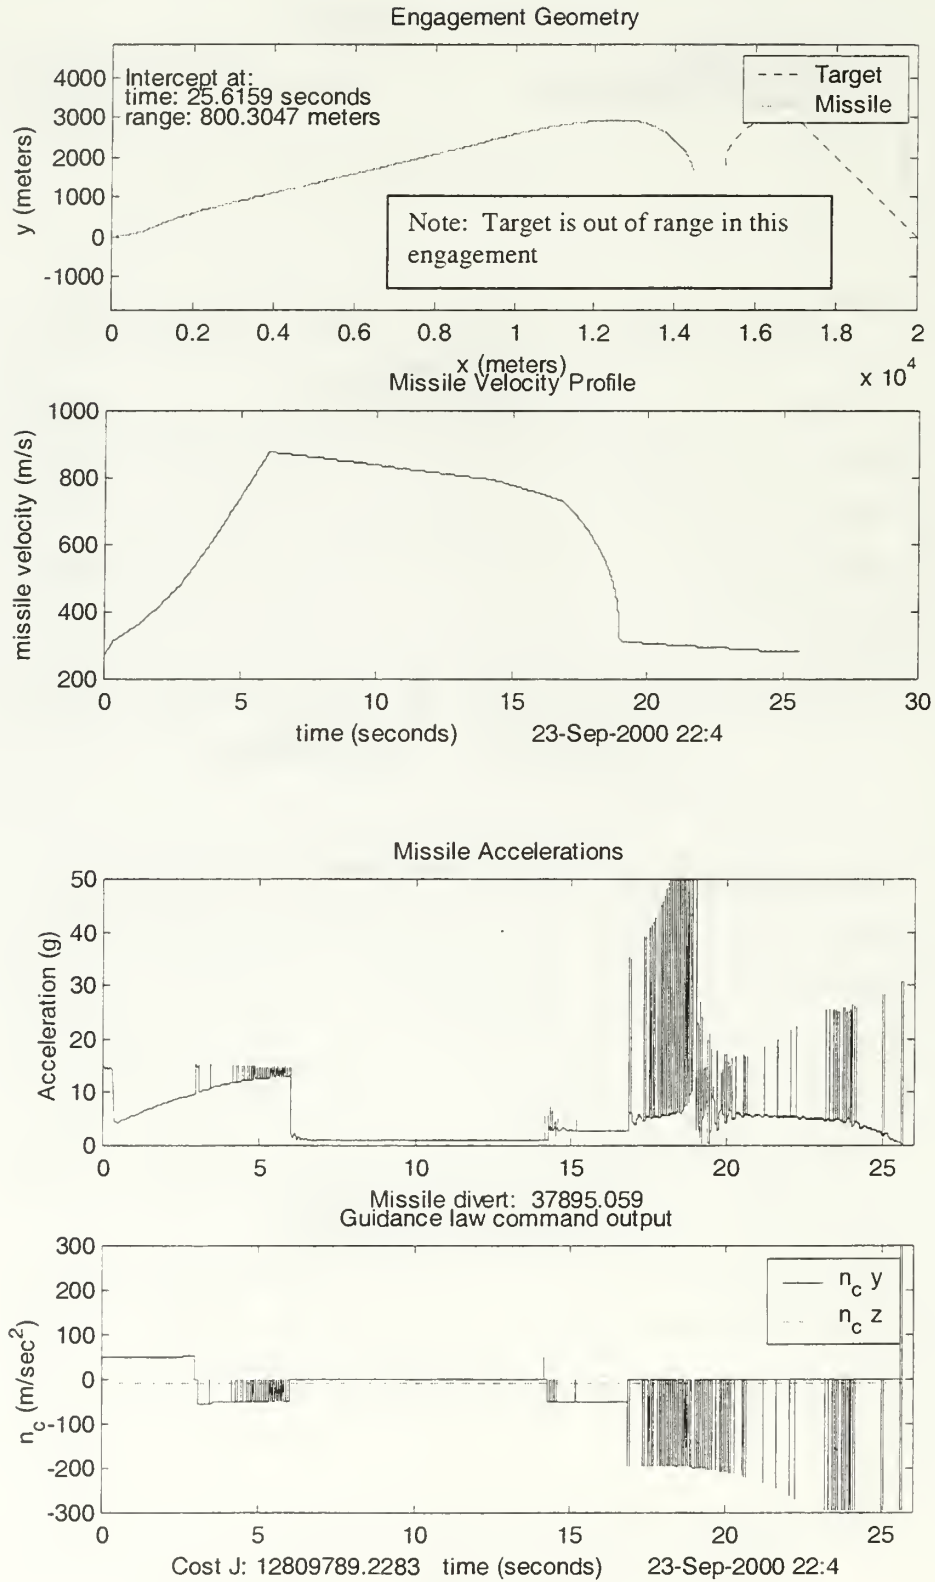 Engagement Geometry
4000
3000
2000
1000
0
-1000
y (meters)
Intercept at:
time: 25.6159 seconds
range: 800.3047 meters
Target
Missile
Note: Target is out of range in this
engagement
0 0.2 0.4 0.6 0.8 1 1.2 1.4 1.6 1.8 2
x (meters)
x 10^4
Missile Velocity Profile
1000
800
600
400
200
missile velocity (m/s)
0 5 10 15 20 25 30
time (seconds) 23-Sep-2000 22:4
Missile Accelerations
50
40
30
20
10
0
Acceleration (g)
0 5 10 15 20 25
Missile divert: 37895.059
Guidance law command output
300
200
100
0
-100
-200
-300
n_c (m/sec^2)
n_c y
n_c z
0 5 10 15 20 25
Cost J: 12809789.2283 time (seconds) 23-Sep-2000 22:4